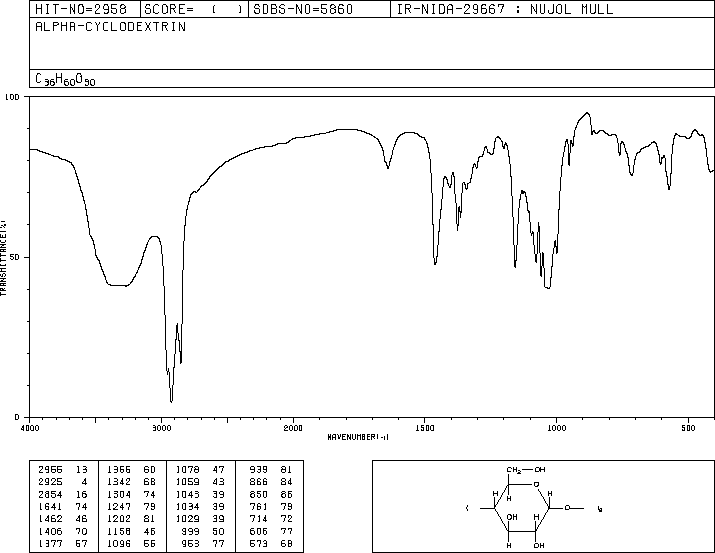 HIT-NO=2958 SCORE= ( ) SDBS-NO=5860 IR-NIDA-29667 : NUJOL MULL
ALPHA-CYCLODEXTRIN
C36H60O30
100
50
0
TRANSMITTANCE(%)
4000 3000 2000 1500 1000 500
WAVENUMBER(-1)
2955 13 1366 60 1078 47 939 81
2925 4 1342 68 1059 43 866 84
2854 16 1304 74 1043 39 850 86
1641 74 1247 79 1034 39 761 79
1462 46 1202 81 1029 39 714 72
1406 70 1158 46 999 50 606 77
1377 57 1096 56 953 77 573 68
CH2 OH
O
H H H
H
( O )6
OH H
H OH